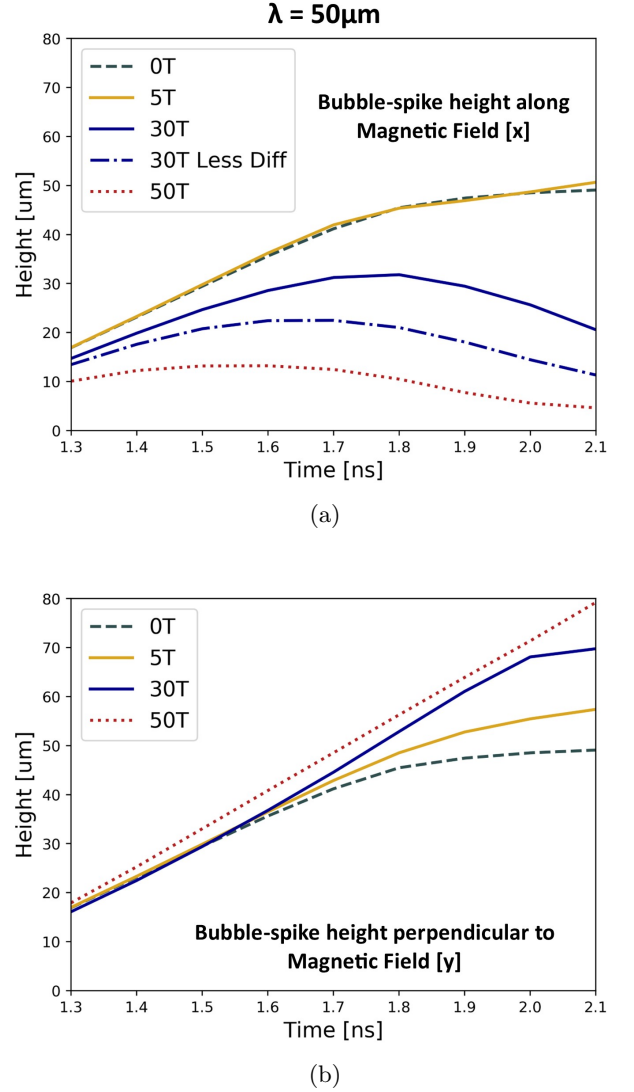 λ = 50μm
80
70
60
50
40
30
20
10
0
Height [um]
0T
5T
30T
30T Less Diff
50T
Bubble-spike height along
Magnetic Field [x]
1.3 1.4 1.5 1.6 1.7 1.8 1.9 2.0 2.1
Time [ns]
(a)
80
70
60
50
40
30
20
10
0
Height [um]
0T
5T
30T
50T
Bubble-spike height perpendicular to
Magnetic Field [y]
1.3 1.4 1.5 1.6 1.7 1.8 1.9 2.0 2.1
Time [ns]
(b)